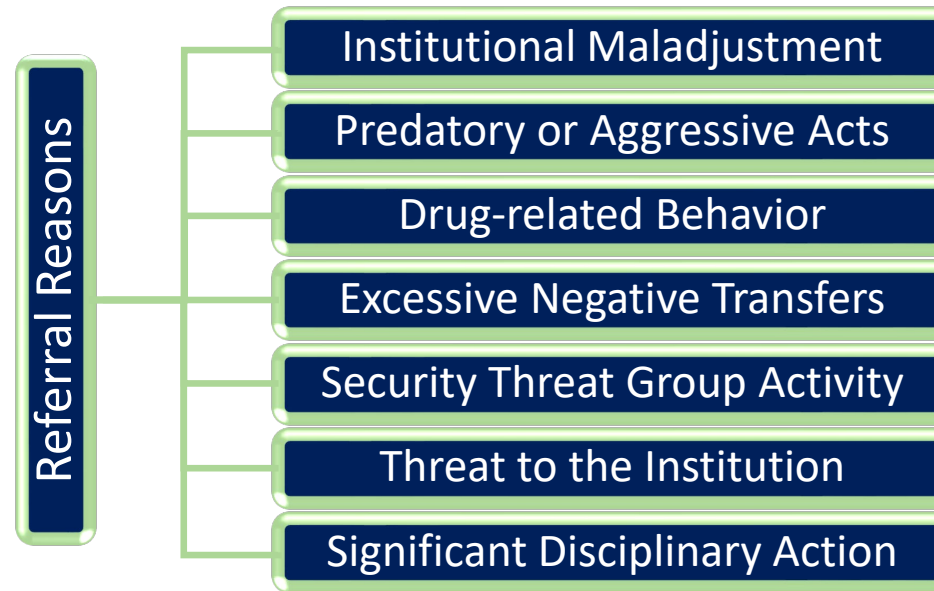 Referral Reasons
Institutional Maladjustment
Predatory or Aggressive Acts
Drug-related Behavior
Excessive Negative Transfers
Security Threat Group Activity
Threat to the Institution
Significant Disciplinary Action